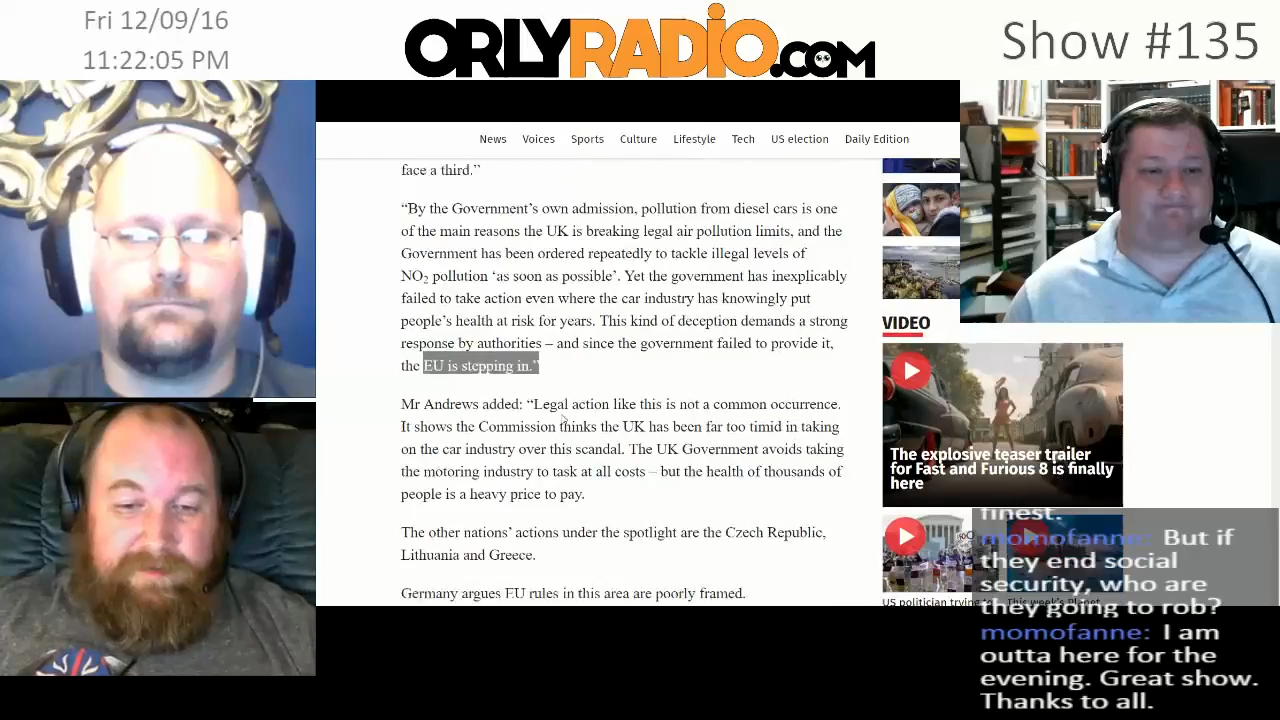 Fri 12/09/16
11:22:05 PM
ORLYRADIO.COM
Show #135
News Voices Sports Culture Lifestyle Tech US election Daily Edition
face a third.”
“By the Government’s own admission, pollution from diesel cars is one
of the main reasons the UK is breaking legal air pollution limits, and the
Government has been ordered repeatedly to tackle illegal levels of
NO₂ pollution ‘as soon as possible’. Yet the government has inexplicably
failed to take action even where the car industry has knowingly put
people’s health at risk for years. This kind of deception demands a strong
response by authorities – and since the government failed to provide it,
the EU is stepping in.”
Mr Andrews added: “Legal action like this is not a common occurrence.
It shows the Commission thinks the UK has been far too timid in taking
on the car industry over this scandal. The UK Government avoids taking
the motoring industry to task at all costs – but the health of thousands of
people is a heavy price to pay.
The other nations’ actions under the spotlight are the Czech Republic,
Lithuania and Greece.
Germany argues EU rules in this area are poorly framed.
VIDEO
The explosive teaser trailer
for Fast and Furious 8 is finally
here
US politician trying to
This week's Planet
finest.
momofanne: But if
they end social
security, who are
they going to rob?
momofanne: I am
outta here for the
evening. Great show.
Thanks to all.